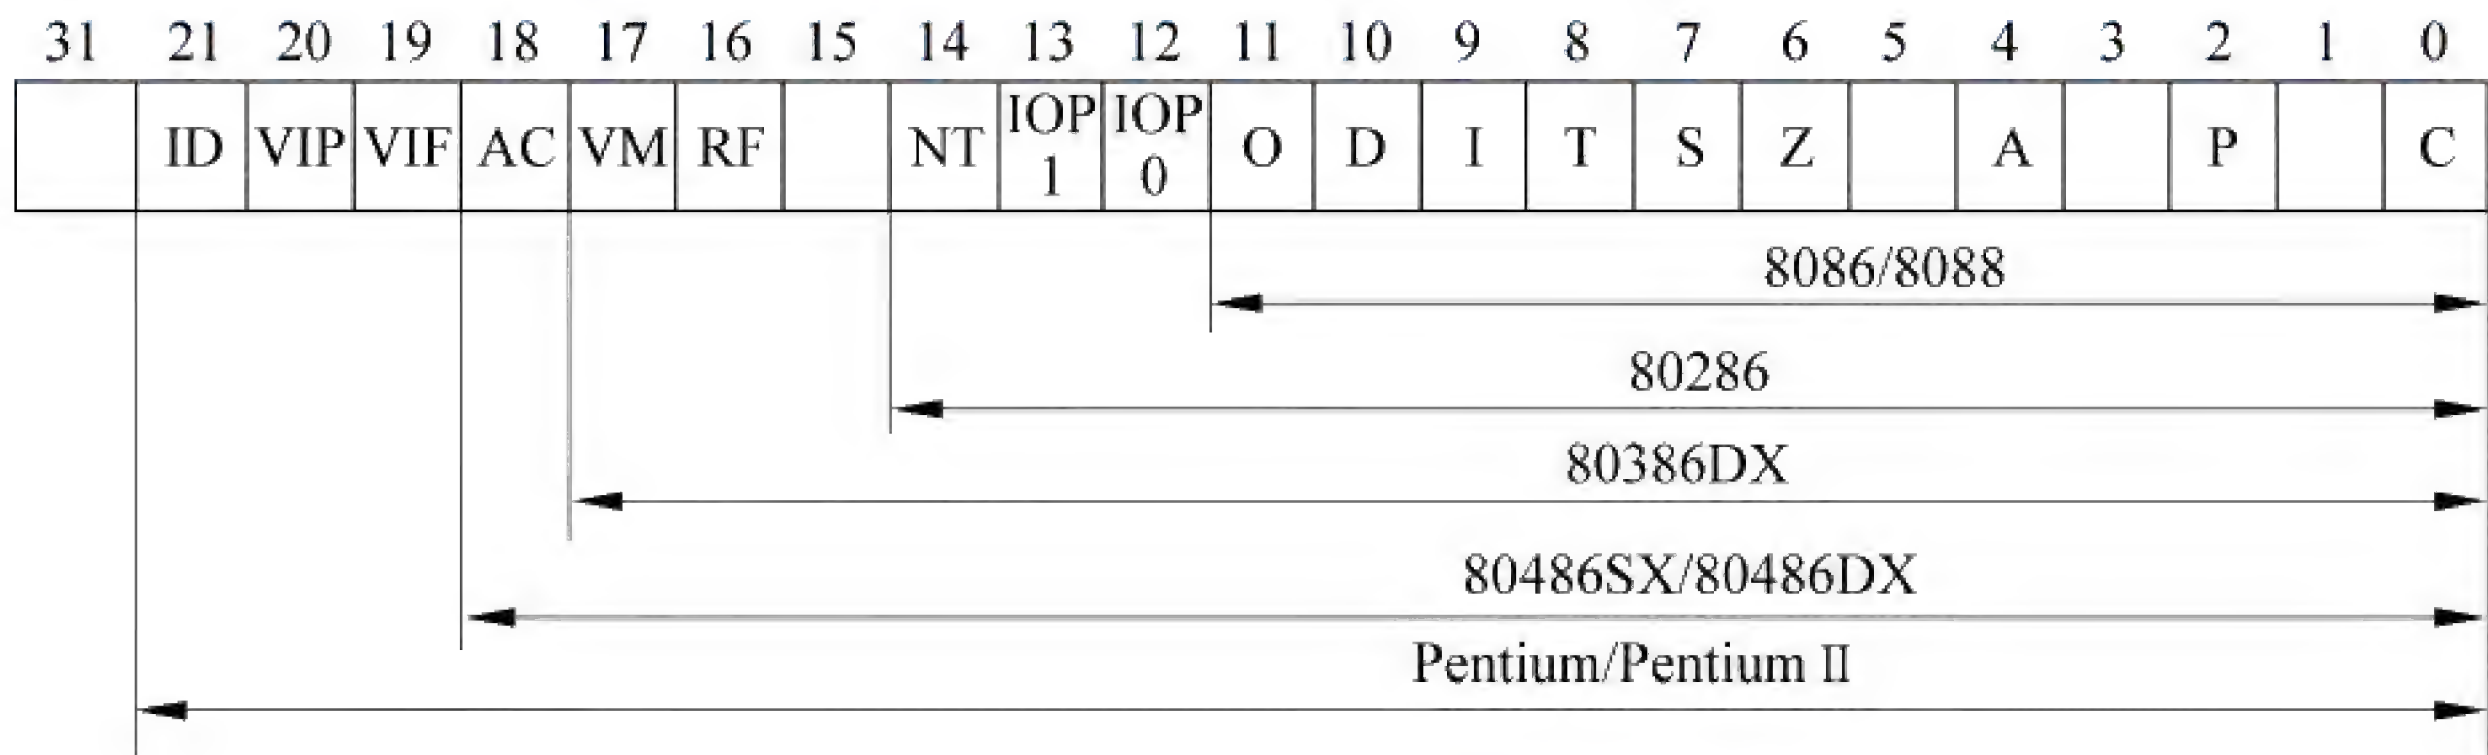 31 21 20 19 18 17 16 15 14 13 12 11 10 9 8 7 6 5 4 3 2 1 0
ID VIP VIF AC VM RF NT IOP 1 IOP 0 O D I T S Z A P C
8086/8088
80286
80386DX
80486SX/80486DX
Pentium/Pentium II